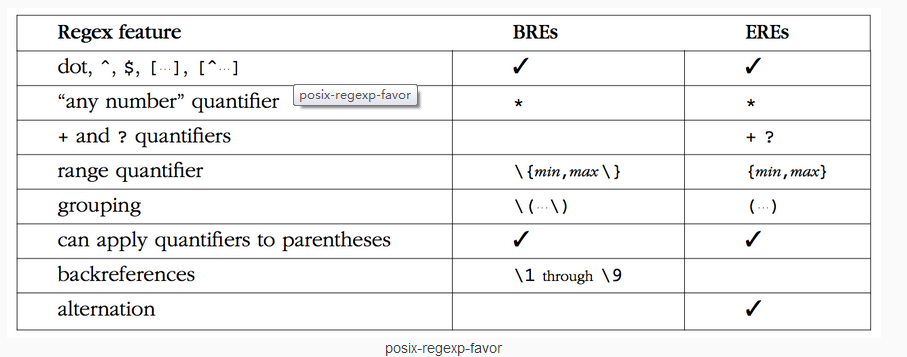 Regex feature BREs EREs
dot, ^, $, [···], [^···] ✓ ✓
“any number” quantifier * *
posix-regexp-favor
+ and ? quantifiers + ?
range quantifier \{min,max\} {min,max}
grouping \(···\) (···)
can apply quantifiers to parentheses ✓ ✓
backreferences \1 through \9
alternation ✓
posix-regexp-favor